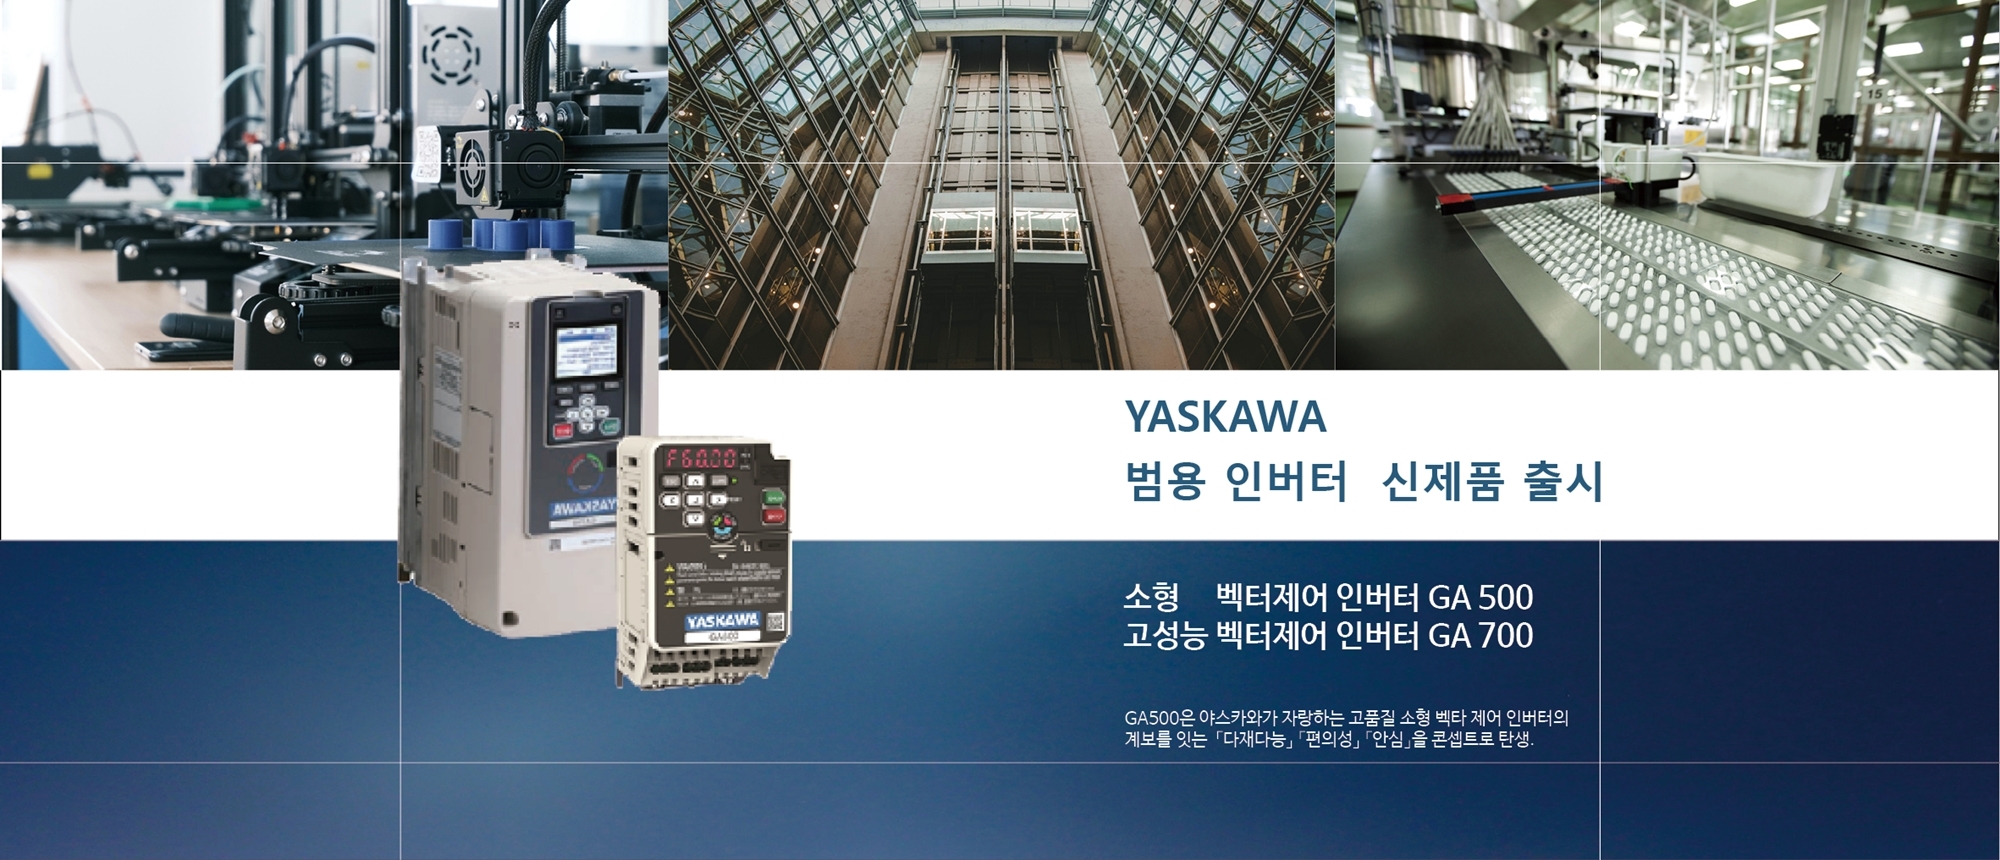 15
YASKAWA
범용 인버터 신제품 출시
F60.00
YASKAWA
GA500
소형 벡터제어 인버터 GA 500
고성능 벡터제어 인버터 GA 700
GA500은 야스카와가 자랑하는 고품질 소형 벡타 제어 인버터의
계보를 잇는 「다재다능」「편의성」「안심」을 콘셉트로 탄생.